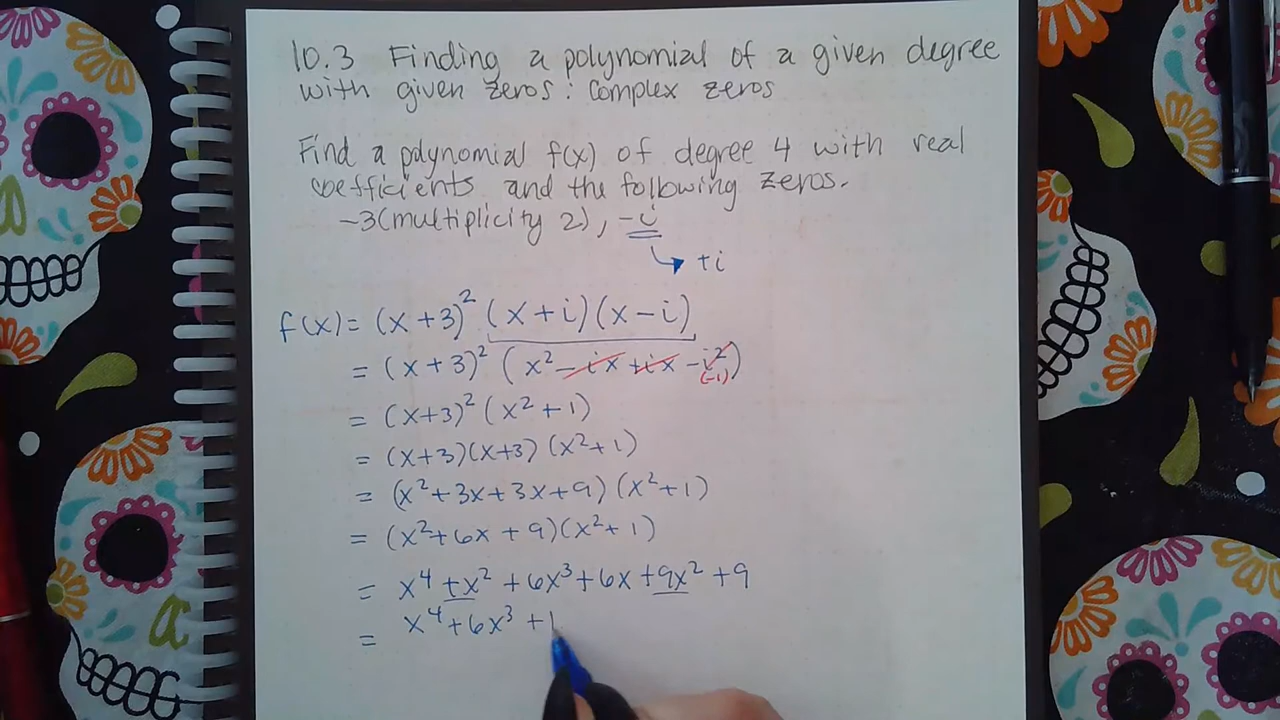 10.3 Finding a polynomial of a given degree
with given zeros: Complex zeros
Find a polynomial f(x) of degree 4 with real
coefficients and the following zeros.
-3(multiplicity 2), -i
+i
f(x) = (x+3)² (x+i)(x-i)
= (x+3)² (x² - ix + ix - i²)
(-1)
= (x+3)² (x²+1)
= (x+3)(x+3)(x²+1)
= (x²+3x+3x+9)(x²+1)
= (x²+6x+9)(x²+1)
= x⁴ + x² + 6x³ + 6x + 9x² + 9
= x⁴ + 6x³ + 1
a